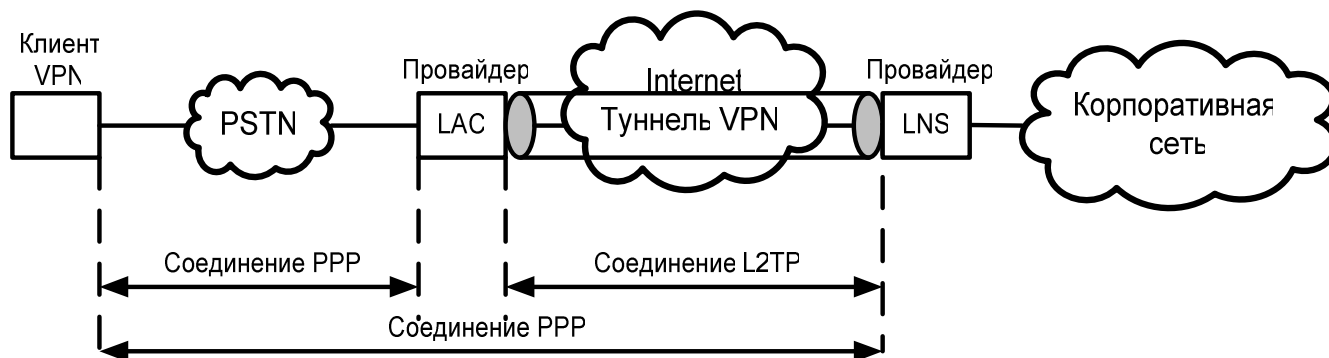 Клиент
VPN
PSTN
Провайдер
LAC
Internet
Туннель VPN
Провайдер
LNS
Корпоративная
сеть
Соединение PPP
Соединение L2TP
Соединение PPP